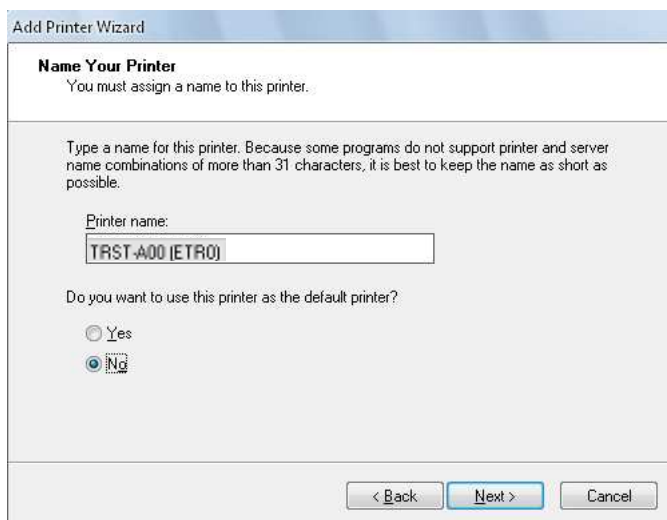 Add Printer Wizard
Name Your Printer
You must assign a name to this printer.
Type a name for this printer. Because some programs do not support printer and server
name combinations of more than 31 characters, it is best to keep the name as short as
possible.
Printer name:
TRST-A00 (ETR0)
Do you want to use this printer as the default printer?
Yes
No
< Back
Next >
Cancel